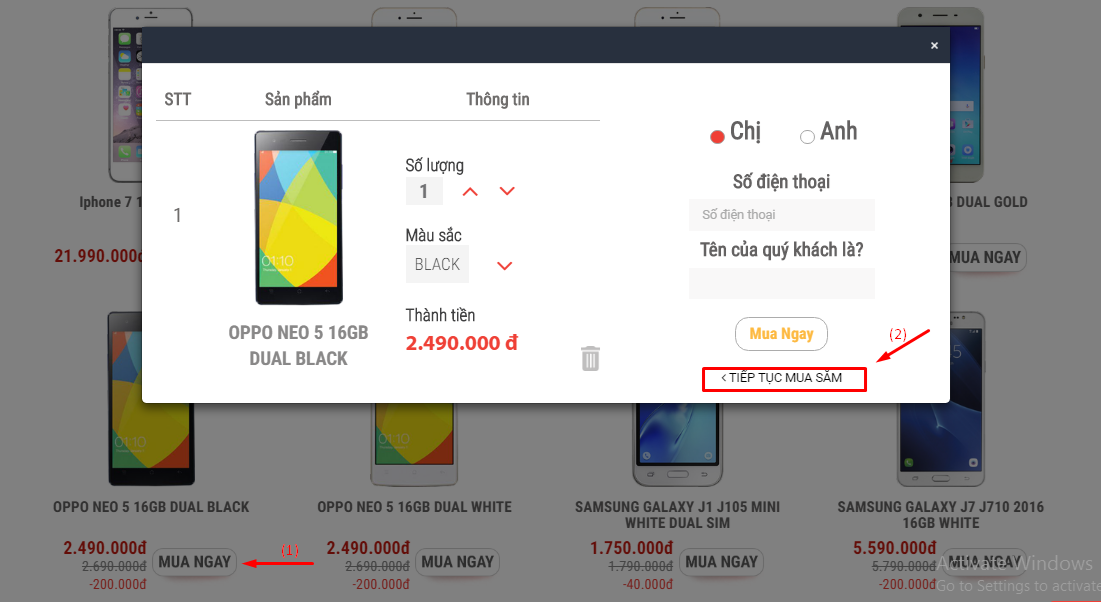 ×
STT Sản phẩm Thông tin
Chị Anh
Số lượng
1
Số điện thoại
Số điện thoại
1
Màu sắc
BLACK
Tên của quý khách là?
01:10
Thành tiền
2.490.000 đ
OPPO NEO 5 16GB
DUAL BLACK
Mua Ngay
(2)
‹ TIẾP TỤC MUA SẮM
Iphone 7 1
DUAL GOLD
21.990.000đ
MUA NGAY
01:10
01:10
OPPO NEO 5 16GB DUAL BLACK
OPPO NEO 5 16GB DUAL WHITE
SAMSUNG GALAXY J1 J105 MINI
WHITE DUAL SIM
SAMSUNG GALAXY J7 J710 2016
16GB WHITE
2.490.000đ
2.690.000đ
-200.000đ
MUA NGAY
(1)
2.490.000đ
2.690.000đ
-200.000đ
MUA NGAY
1.750.000đ
1.790.000đ
-40.000đ
MUA NGAY
5.590.000đ
5.790.000đ
-200.000đ
MUA NGAY
Activate Windows
Go to Settings to activate